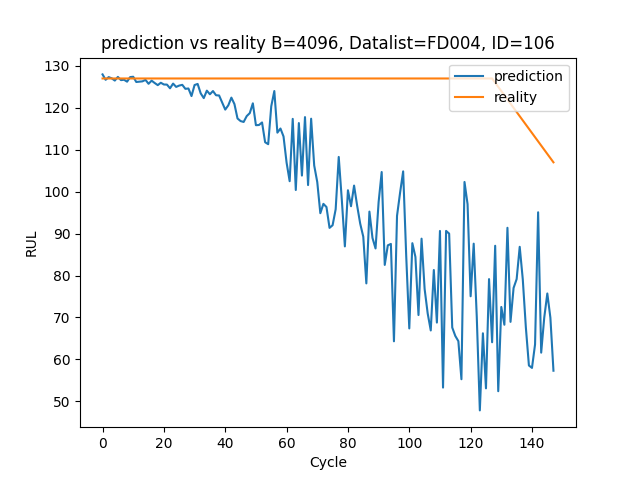 prediction vs reality B=4096, Datalist=FD004, ID=106
prediction
reality
RUL
130
120
110
100
90
80
70
60
50
0 20 40 60 80 100 120 140
Cycle